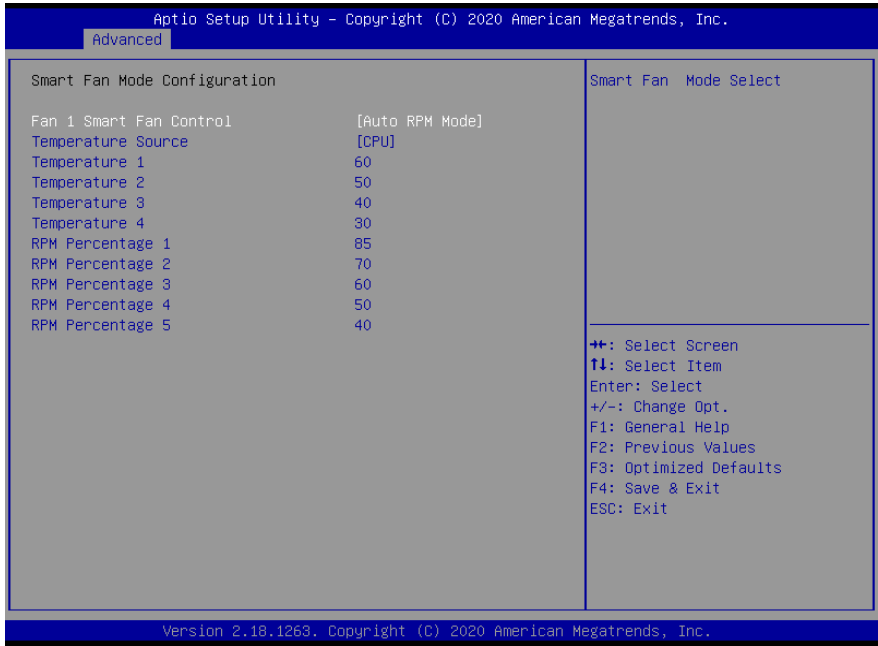 Aptio Setup Utility – Copyright (C) 2020 American Megatrends, Inc.
Advanced
Smart Fan Mode Configuration
Fan 1 Smart Fan Control [Auto RPM Mode]
Temperature Source [CPU]
Temperature 1 60
Temperature 2 50
Temperature 3 40
Temperature 4 30
RPM Percentage 1 85
RPM Percentage 2 70
RPM Percentage 3 60
RPM Percentage 4 50
RPM Percentage 5 40
Smart Fan  Mode Select
→←: Select Screen
↑↓: Select Item
Enter: Select
+/-: Change Opt.
F1: General Help
F2: Previous Values
F3: Optimized Defaults
F4: Save & Exit
ESC: Exit
Version 2.18.1263. Copyright (C) 2020 American Megatrends, Inc.